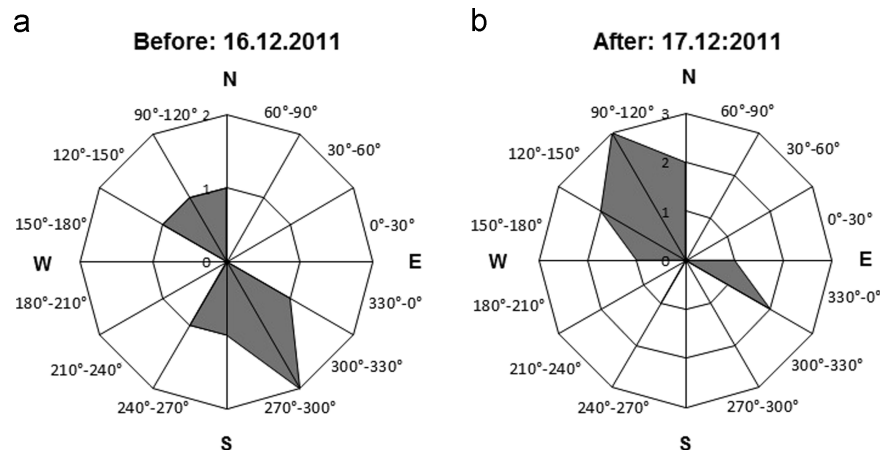 a
Before: 16.12.2011
N
90°-120°
2
60°-90°
120°-150°
30°-60°
1
150°-180°
0°-30°
W
0
E
180°-210°
330°-0°
210°-240°
300°-330°
240°-270°
270°-300°
S
b
After: 17.12:2011
N
90°-120°
3
60°-90°
120°-150°
30°-60°
2
150°-180°
1
0°-30°
W
0
E
180°-210°
330°-0°
210°-240°
300°-330°
240°-270°
270°-300°
S